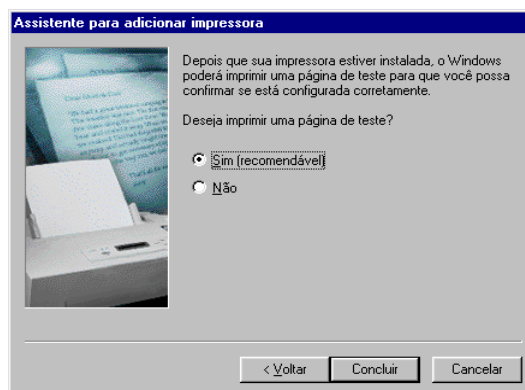 Assistente para adicionar impressora
Depois que sua impressora estiver instalada, o Windows
poderá imprimir uma página de teste para que você possa
confirmar se está configurada corretamente.
Deseja imprimir uma página de teste?
Sim (recomendável)
Não
< Voltar
Concluir
Cancelar